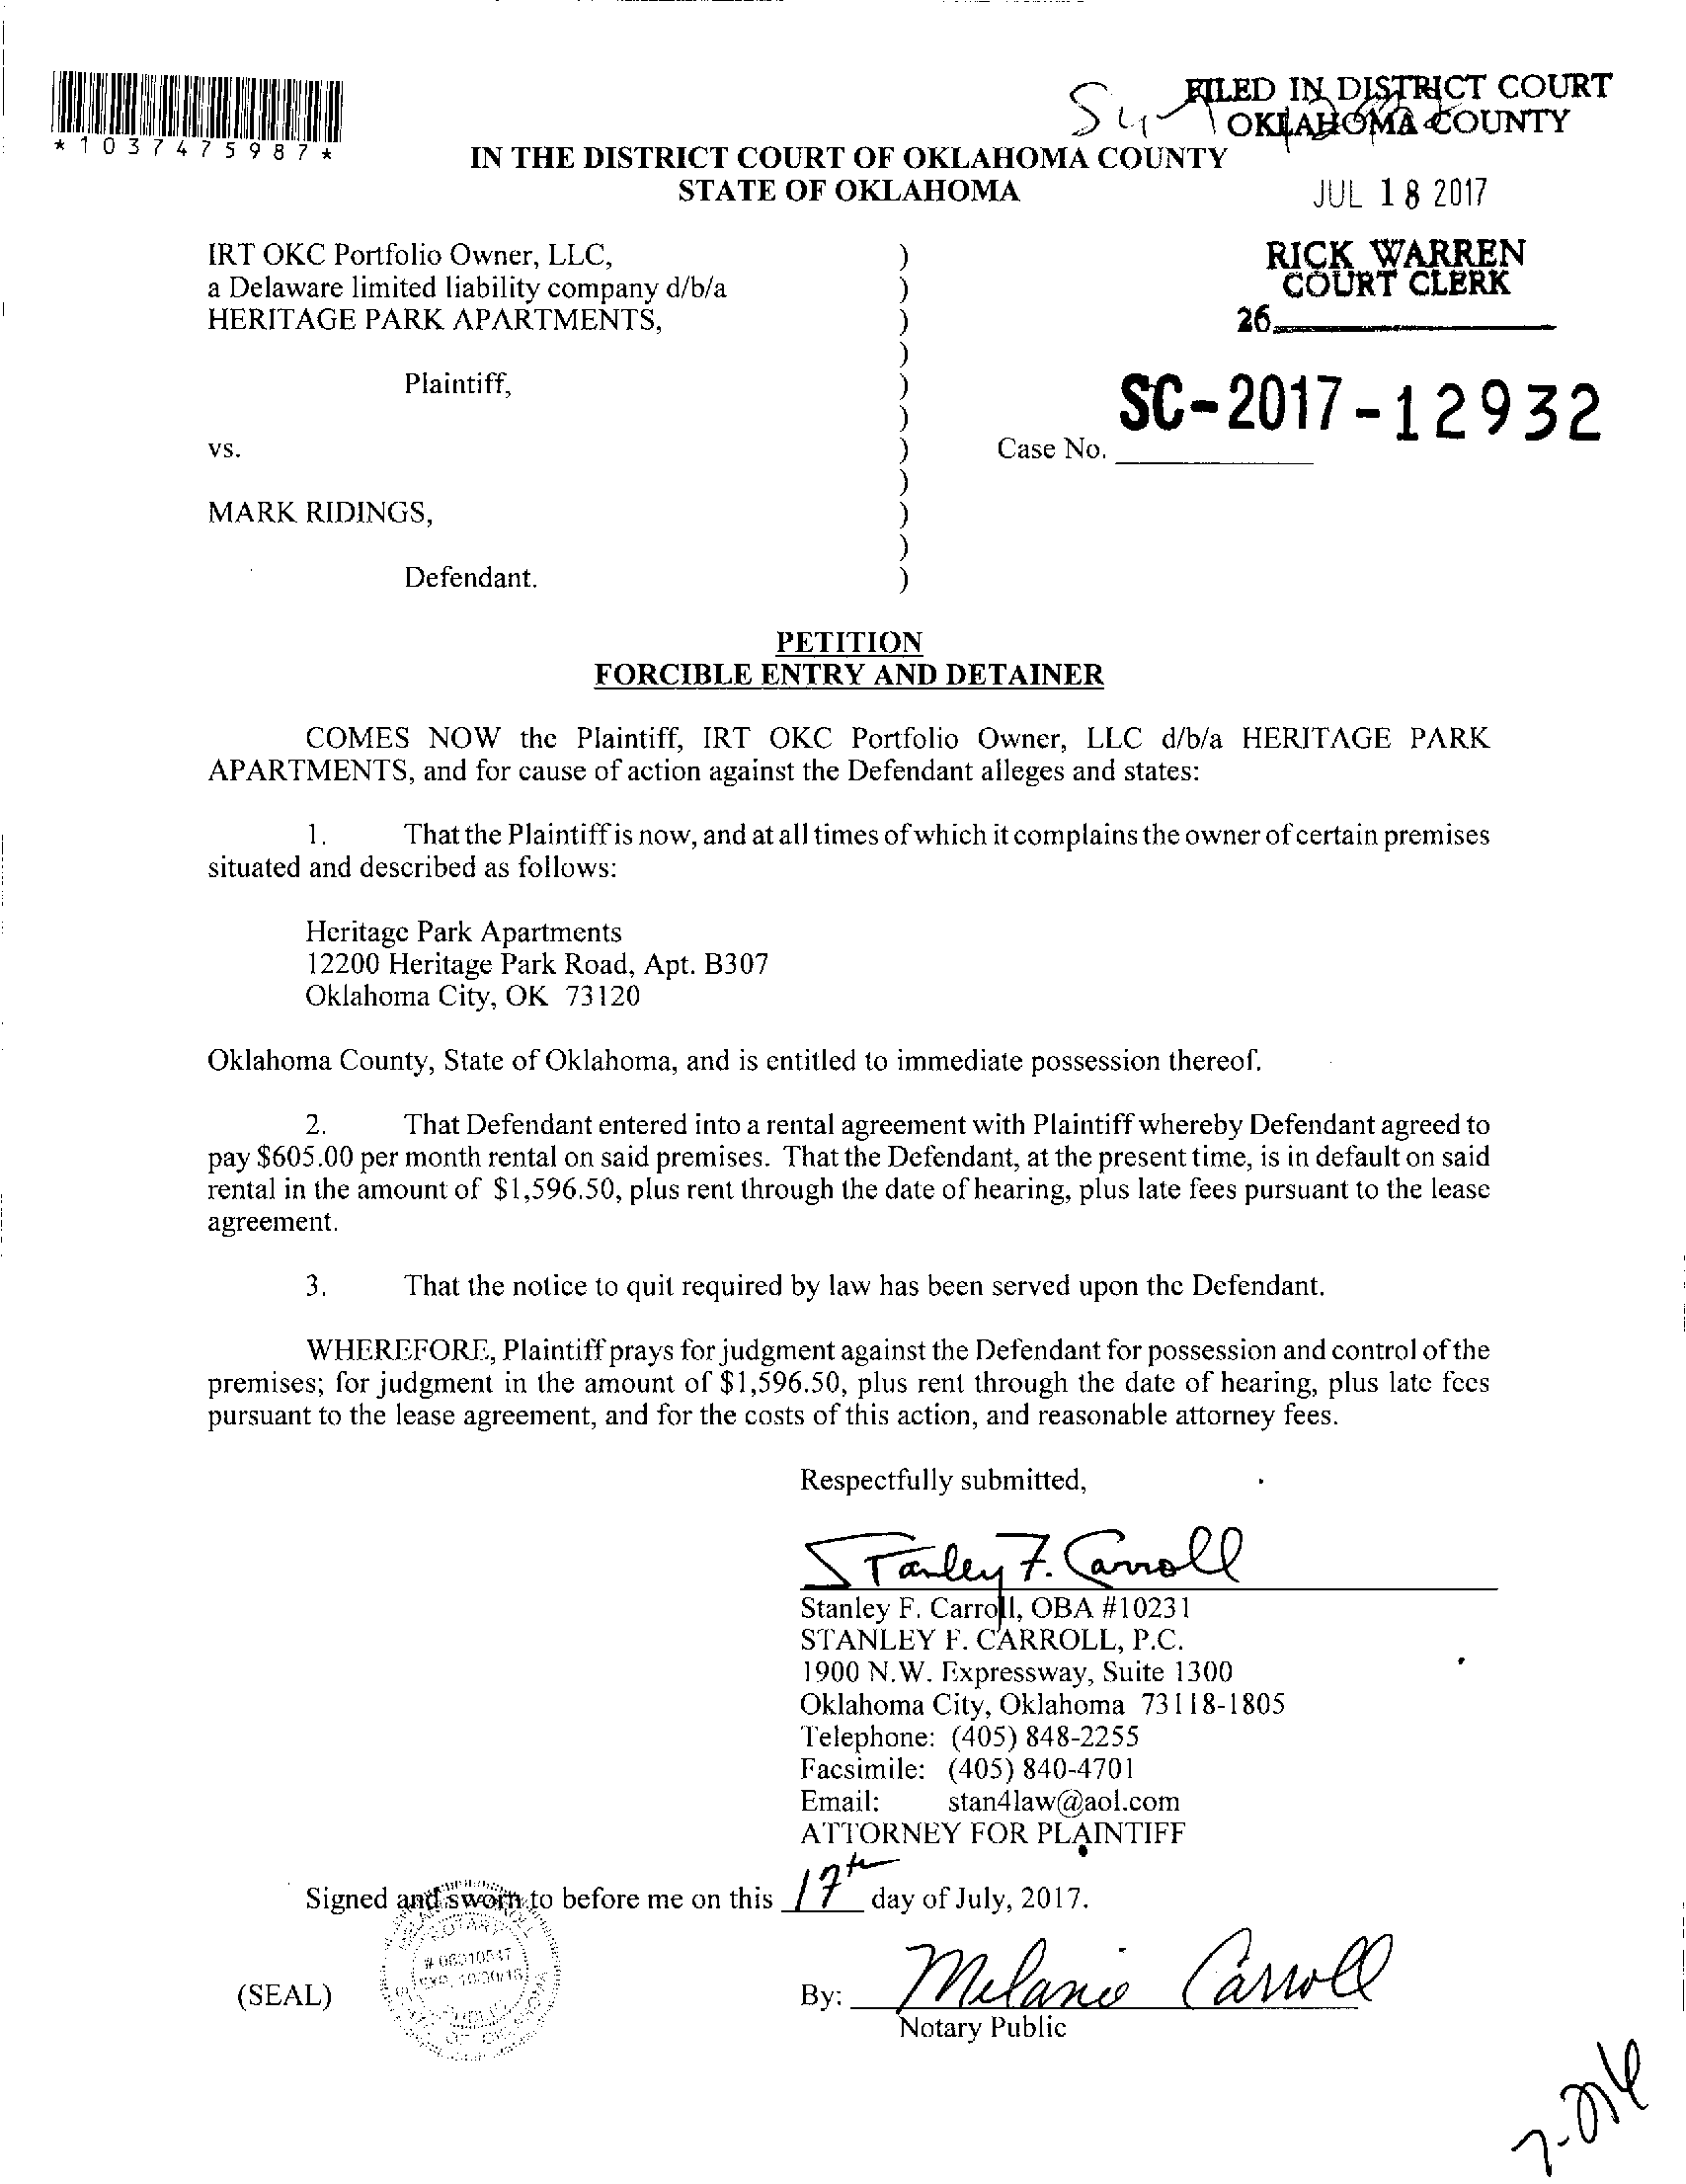 FILED IN DISTRICT COURT
OKLAHOMA COUNTY
*1037475987*
IN THE DISTRICT COURT OF OKLAHOMA COUNTY
STATE OF OKLAHOMA
JUL 18 2017
RICK WARREN
COURT CLERK
26
IRT OKC Portfolio Owner, LLC, )
a Delaware limited liability company d/b/a )
HERITAGE PARK APARTMENTS, )
)
Plaintiff, )
)
vs. ) Case No. SC-2017-12932
)
MARK RIDINGS, )
)
Defendant. )
PETITION
FORCIBLE ENTRY AND DETAINER
COMES NOW the Plaintiff, IRT OKC Portfolio Owner, LLC d/b/a HERITAGE PARK
APARTMENTS, and for cause of action against the Defendant alleges and states:
1. That the Plaintiff is now, and at all times of which it complains the owner of certain premises
situated and described as follows:
Heritage Park Apartments
12200 Heritage Park Road, Apt. B307
Oklahoma City, OK 73120
Oklahoma County, State of Oklahoma, and is entitled to immediate possession thereof.
2. That Defendant entered into a rental agreement with Plaintiff whereby Defendant agreed to
pay $605.00 per month rental on said premises. That the Defendant, at the present time, is in default on said
rental in the amount of $1,596.50, plus rent through the date of hearing, plus late fees pursuant to the lease
agreement.
3. That the notice to quit required by law has been served upon the Defendant.
WHEREFORE, Plaintiff prays for judgment against the Defendant for possession and control of the
premises; for judgment in the amount of $1,596.50, plus rent through the date of hearing, plus late fees
pursuant to the lease agreement, and for the costs of this action, and reasonable attorney fees.
Respectfully submitted,
Stanley F. Carroll
Stanley F. Carroll, OBA #10231
STANLEY F. CARROLL, P.C.
1900 N.W. Expressway, Suite 1300
Oklahoma City, Oklahoma 73118-1805
Telephone: (405) 848-2255
Facsimile: (405) 840-4701
Email: stan4law@aol.com
ATTORNEY FOR PLAINTIFF
Signed and sworn to before me on this 17th day of July, 2017.
(SEAL)
By: Melanie Carroll
Notary Public